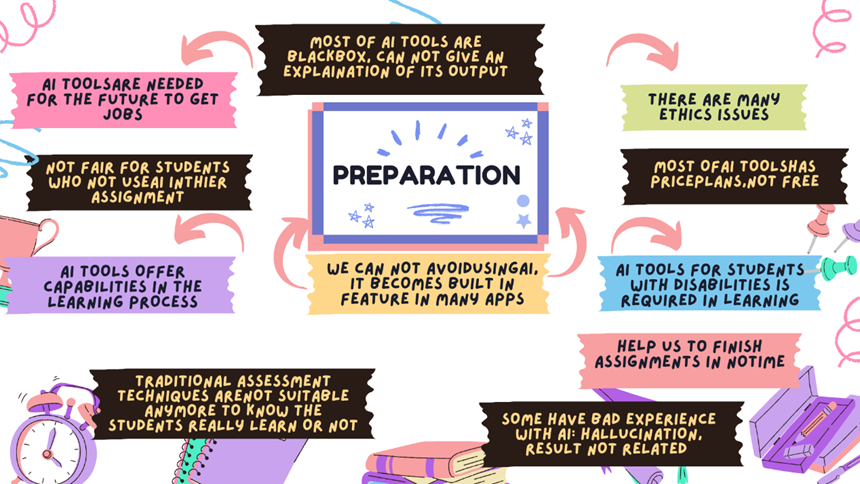 MOST OF AI TOOLS ARE
BLACKBOX, CAN NOT GIVE AN
EXPLAINATION OF ITS OUTPUT
AI TOOLSARE NEEDED
FOR THE FUTURE TO GET
JOBS
THERE ARE MANY
ETHICS ISSUES
NOT FAIR FOR STUDENTS
WHO NOT USEAI INTHIER
ASSIGNMENT
PREPARATION
MOST OFAI TOOLSHAS
PRICEPLANS,NOT FREE
AI TOOLS OFFER
CAPABILITIES IN THE
LEARNING PROCESS
WE CAN NOT AVOIDUSINGAI,
IT BECOMES BUILT IN
FEATURE IN MANY APPS
AI TOOLS FOR STUDENTS
WITH DISABILITIES IS
REQUIRED IN LEARNING
HELP US TO FINISH
ASSIGNMENTS IN NOTIME
TRADITIONAL ASSESSMENT
TECHNIQUES ARENOT SUITABLE
ANYMORE TO KNOW THE
STUDENTS REALLY LEARN OR NOT
SOME HAVE BAD EXPERIENCE
WITH AI: HALLUCINATION,
RESULT NOT RELATED